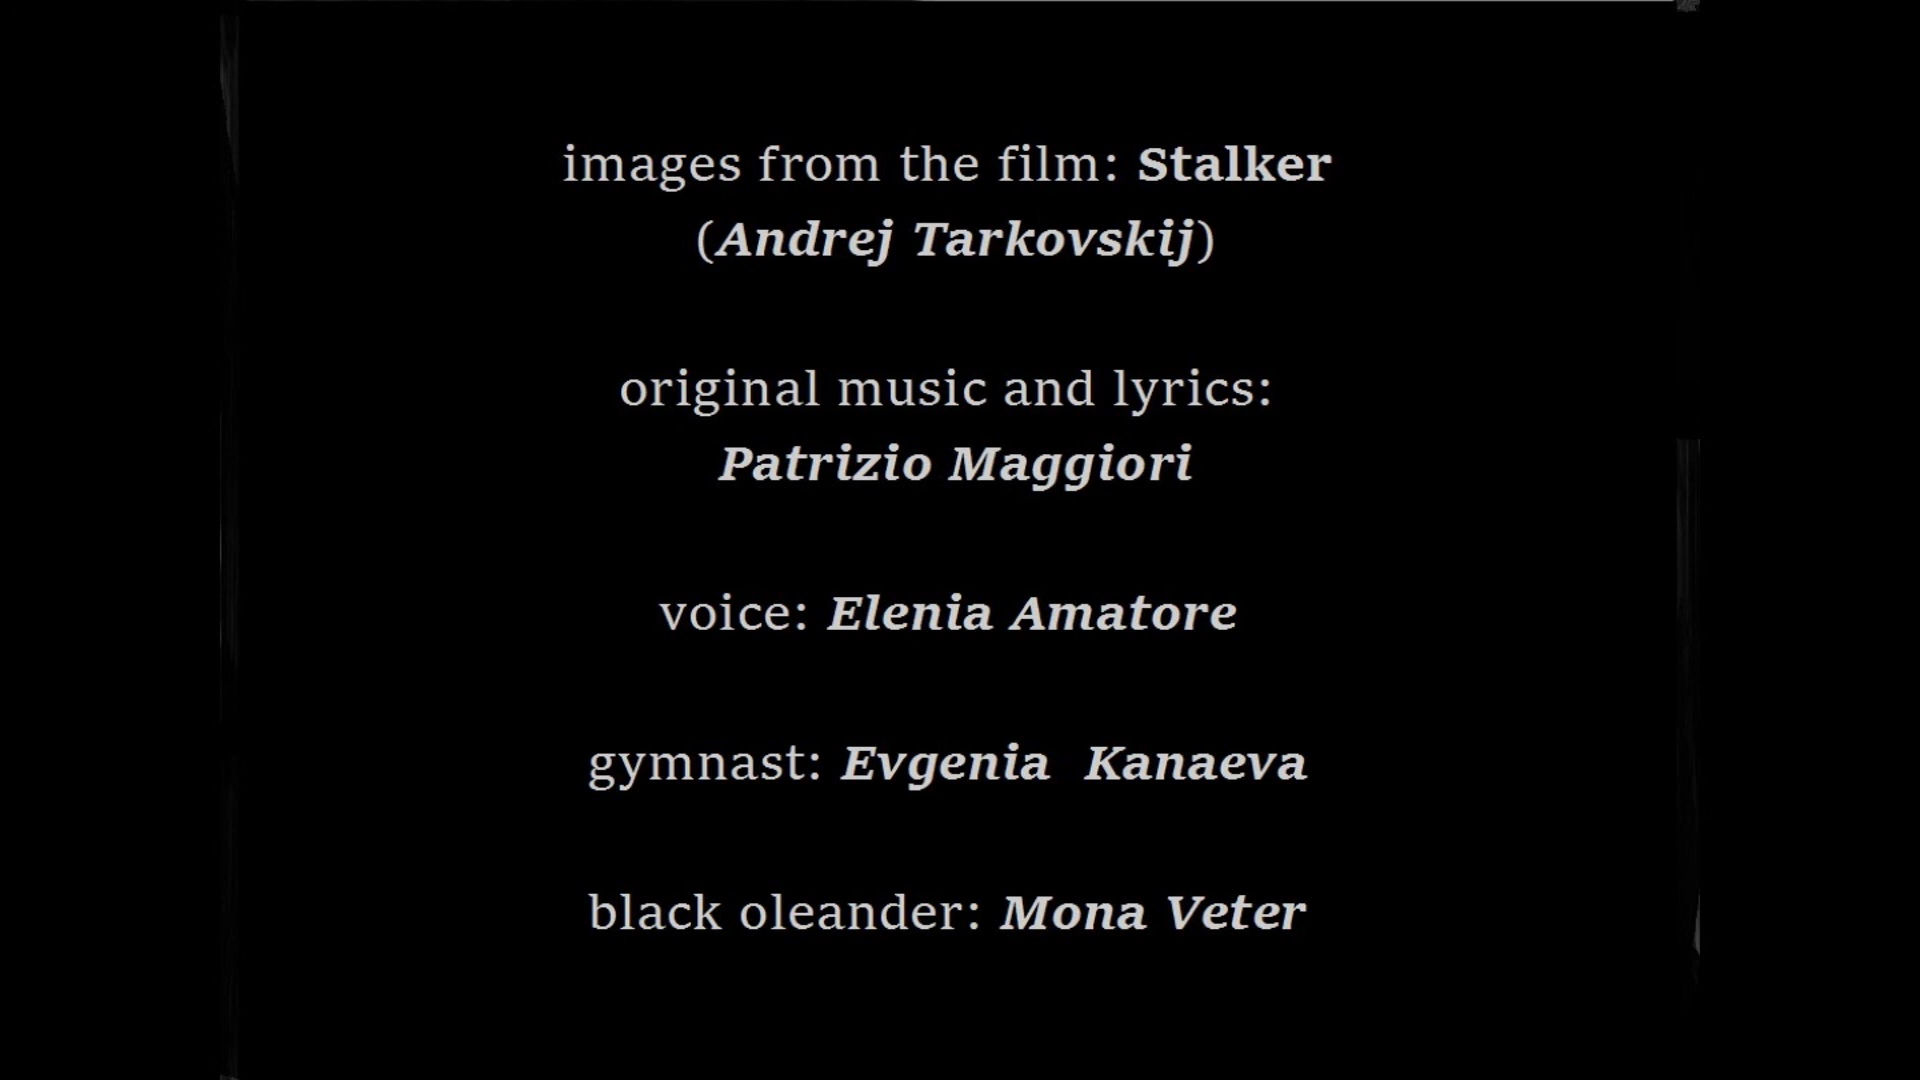 images from the film: Stalker
(Andrej Tarkovskij)
original music and lyrics:
Patrizio Maggiori
voice: Elenia Amatore
gymnast: Evgenia Kanaeva
black oleander: Mona Veter